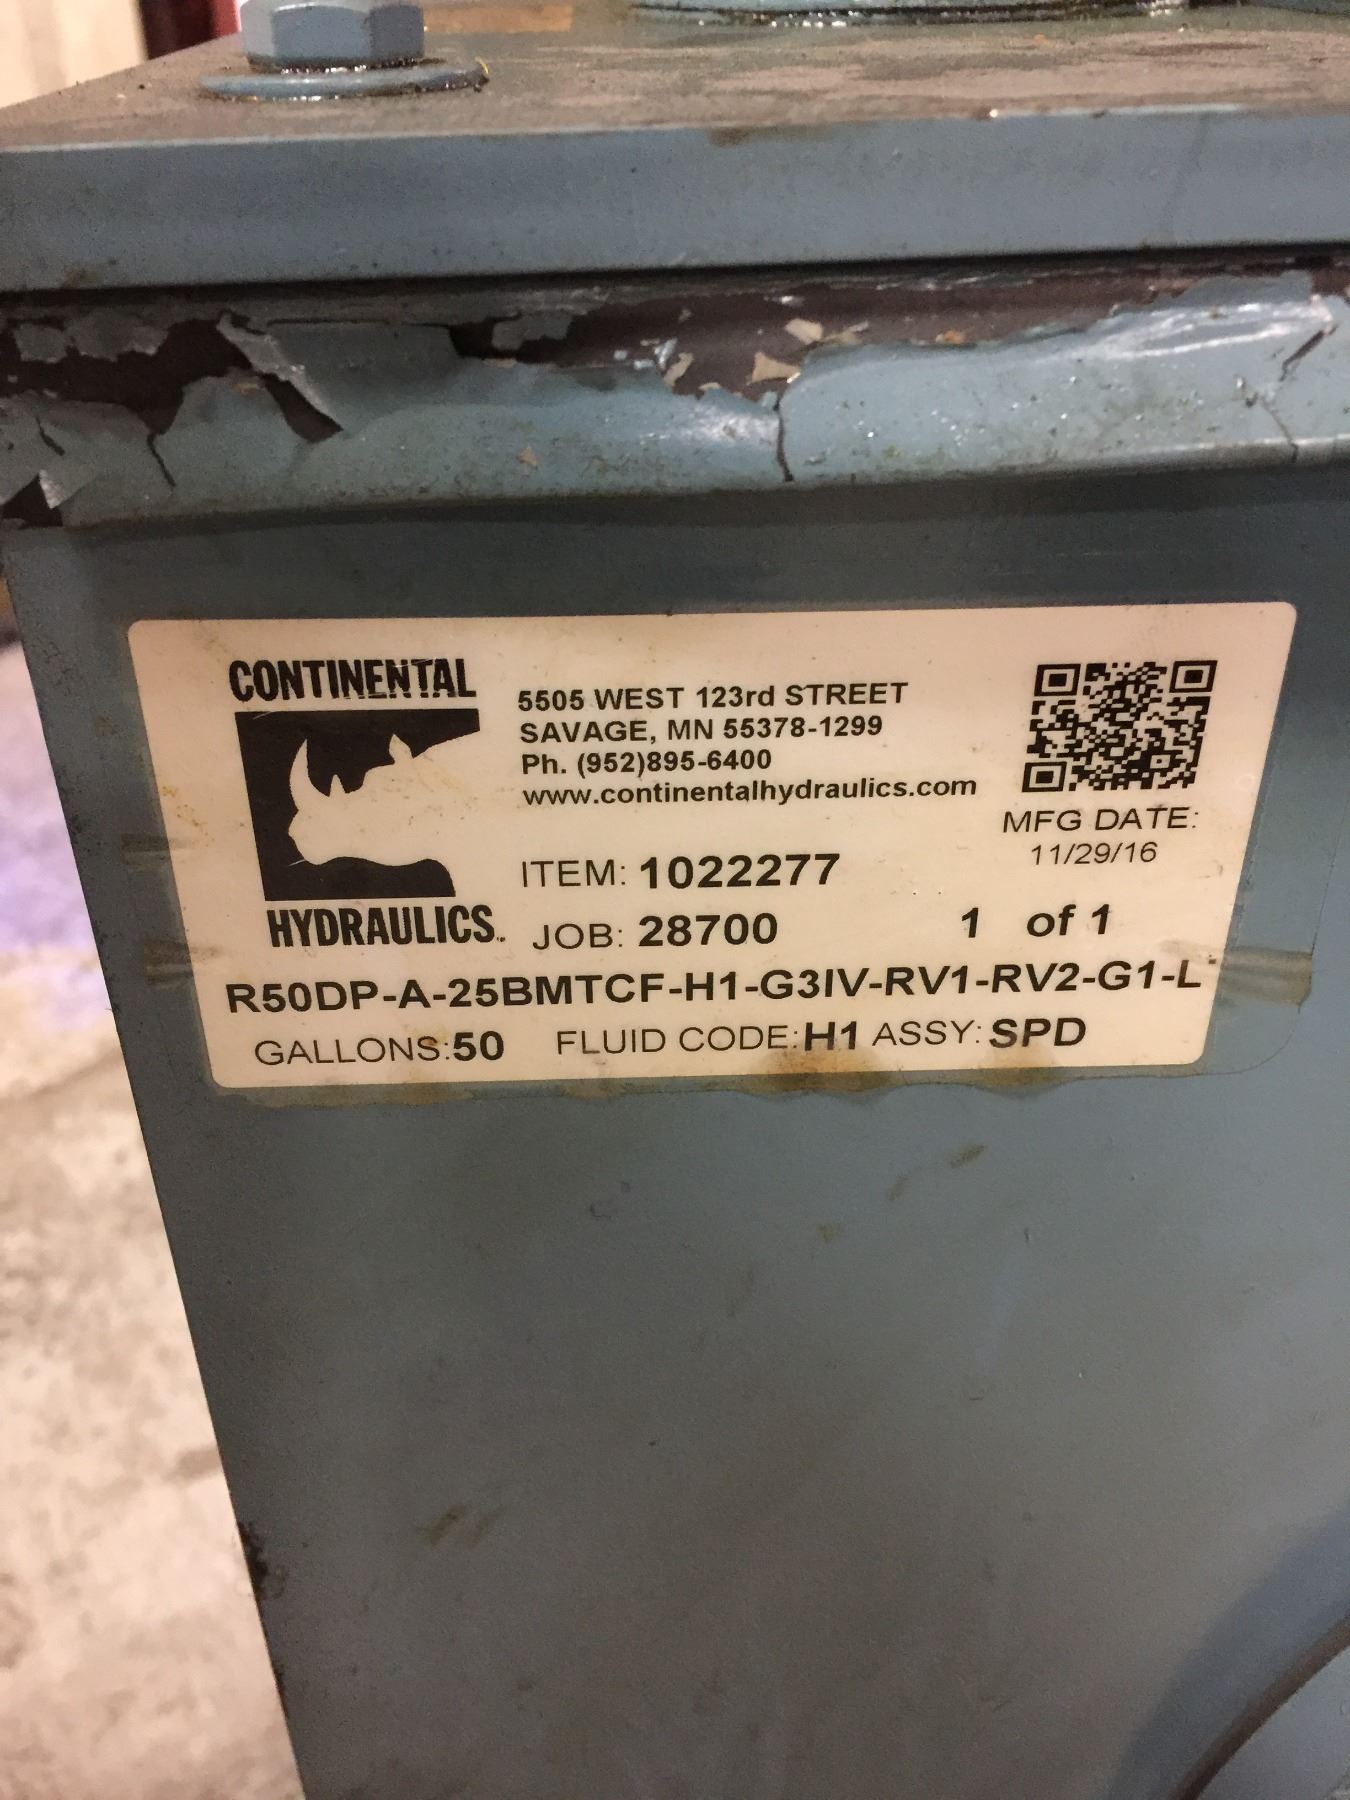 CONTINENTAL
HYDRAULICS
5505 WEST 123rd STREET
SAVAGE, MN 55378-1299
Ph. (952)895-6400
www.continentalhydraulics.com
MFG DATE:
11/29/16
ITEM: 1022277
JOB: 28700 1 of 1
R50DP-A-25BMTCF-H1-G3IV-RV1-RV2-G1-L
GALLONS:50 FLUID CODE:H1 ASSY: SPD